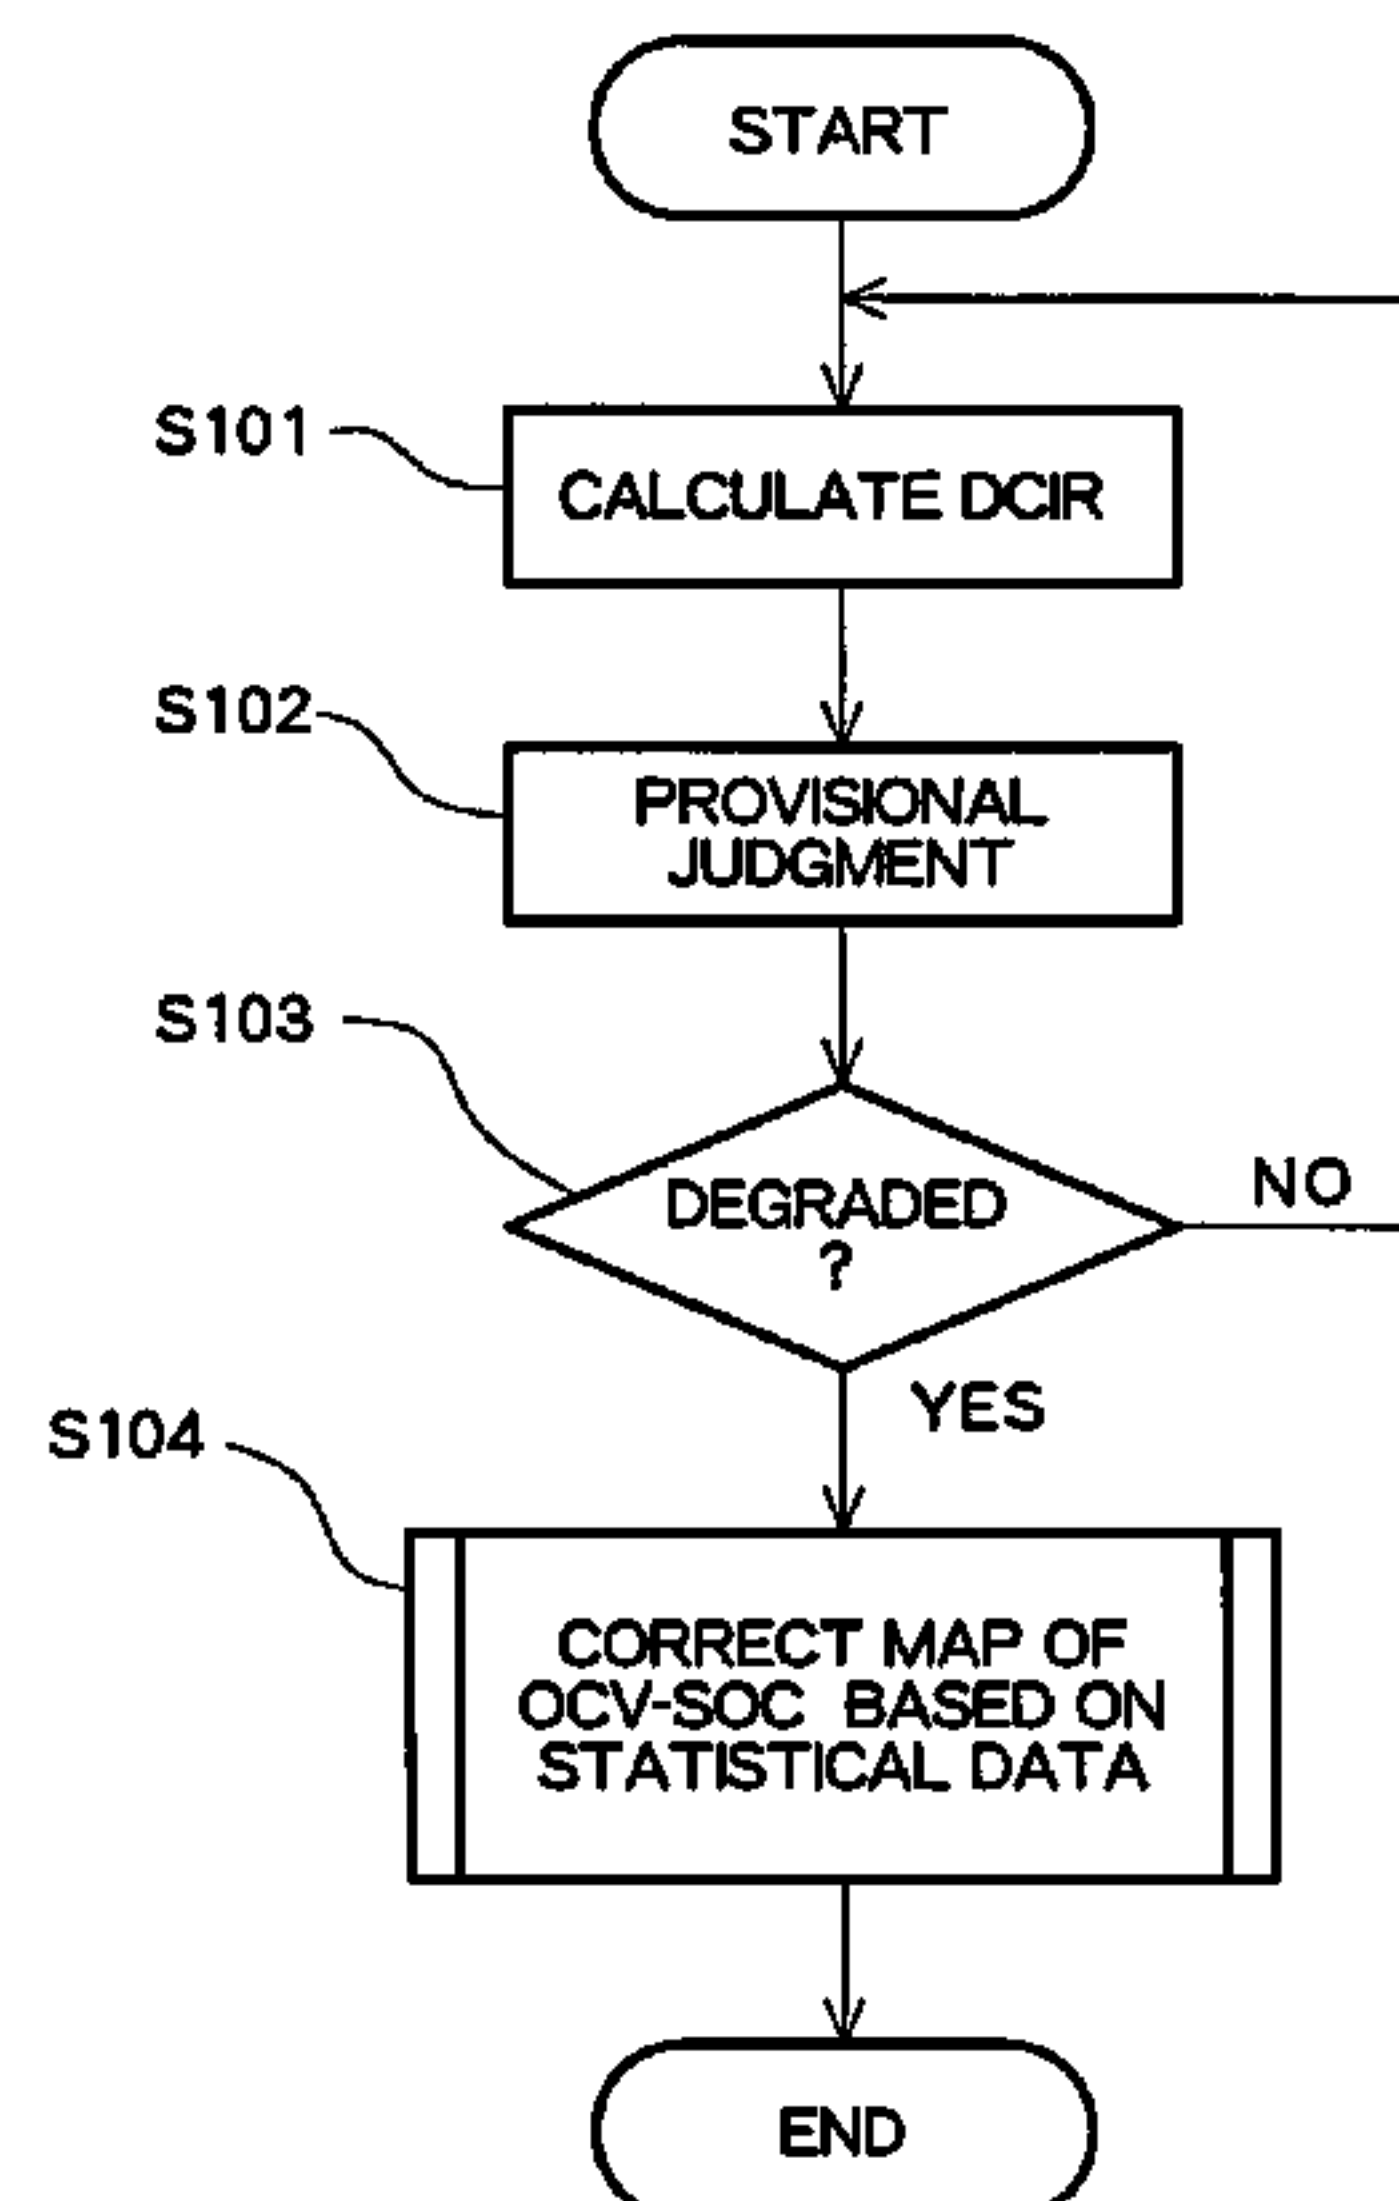 START
S101
CALCULATE DCIR
S102
PROVISIONAL
JUDGMENT
S103
DEGRADED
?
NO
YES
S104
CORRECT MAP OF
OCV-SOC BASED ON
STATISTICAL DATA
END